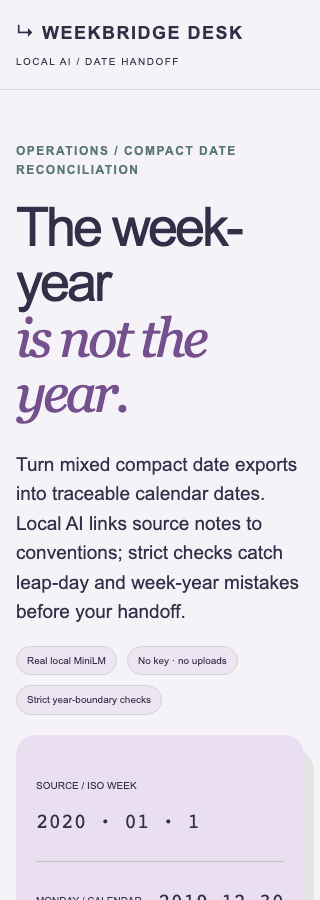 ↳ WEEKBRIDGE DESK
LOCAL AI / DATE HANDOFF
OPERATIONS / COMPACT DATE
RECONCILIATION
The week-
year
is not the
year.
Turn mixed compact date exports
into traceable calendar dates.
Local AI links source notes to
conventions; strict checks catch
leap-day and week-year mistakes
before your handoff.
Real local MiniLM
No key · no uploads
Strict year-boundary checks
SOURCE / ISO WEEK
2020 · 01 · 1
MONDAY / CALENDAR 2019-12-30